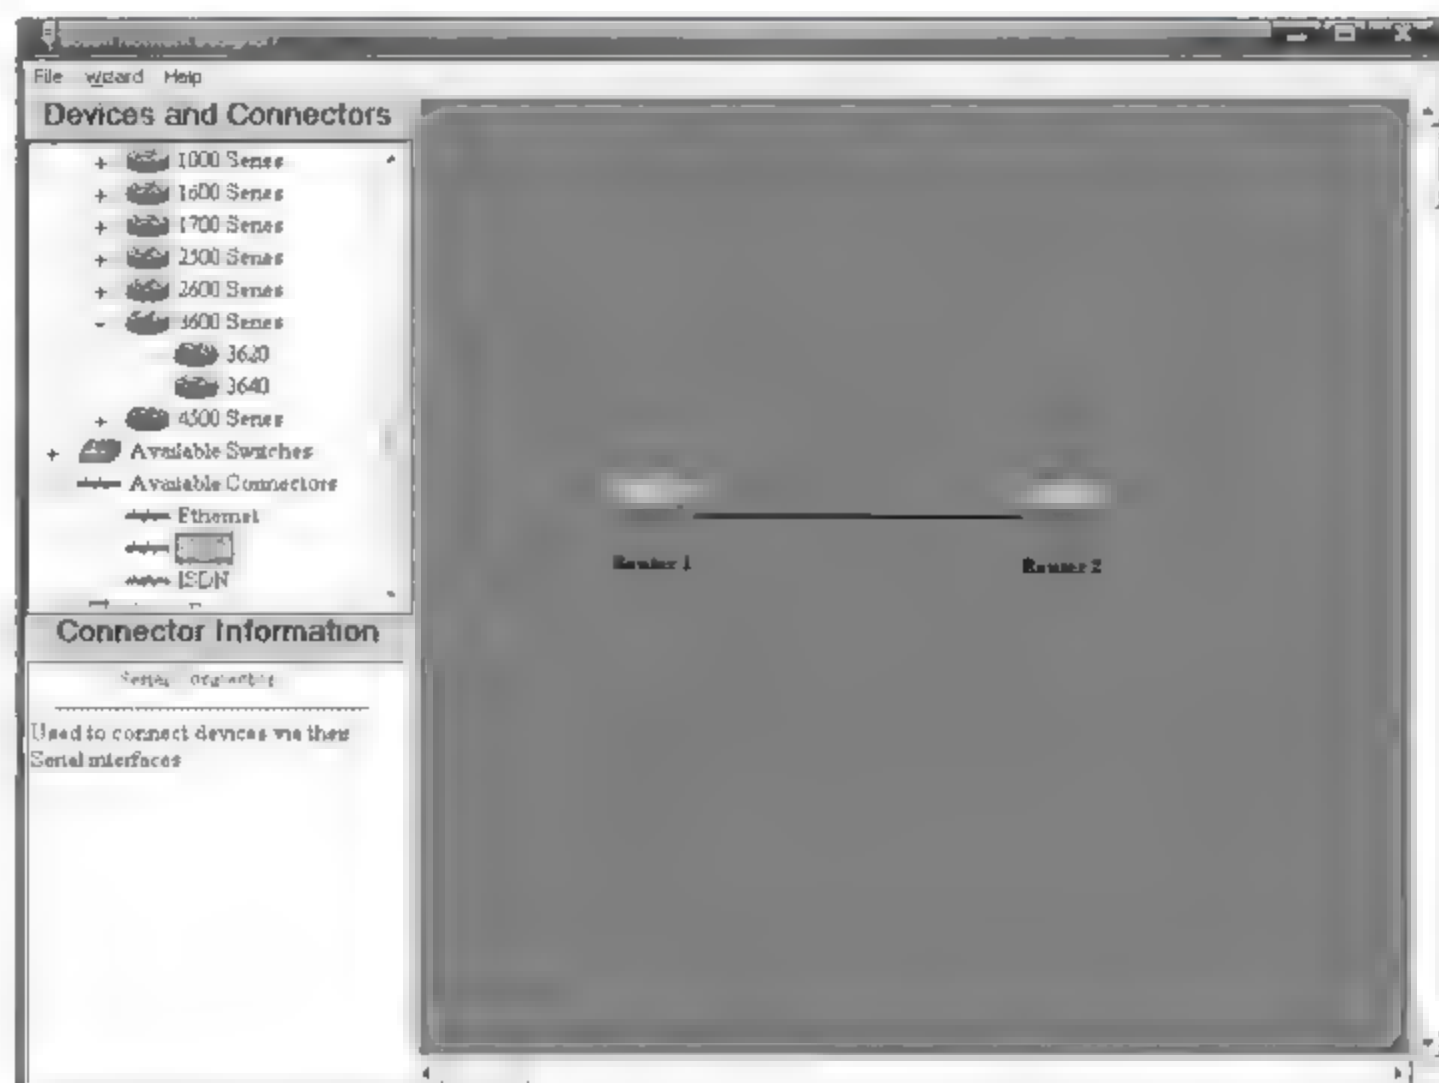 File Wizard Help
Devices and Connectors
1000 Series
1600 Series
1700 Series
2500 Series
2600 Series
3600 Series
3620
3640
4500 Series
Available Switches
Available Connectors
Ethernet
ISDN
Connector Information
Serial Connector
Used to connect devices via their
Serial interfaces
Router 1
Router 2